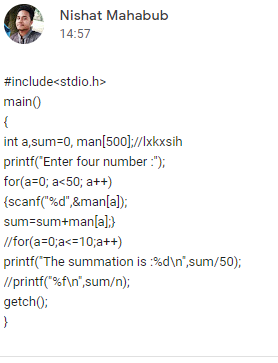 Nishat Mahabub
14:57
#include<stdio.h>
main()
{
int a,sum=0, man[500];//lxkxsih
printf("Enter four number :");
for(a=0; a<50; a++)
{scanf("%d",&man[a]);
sum=sum+man[a];}
//for(a=0;a<=10;a++)
printf("The summation is :%d\n",sum/50);
//printf("%f\n",sum/n);
getch();
}